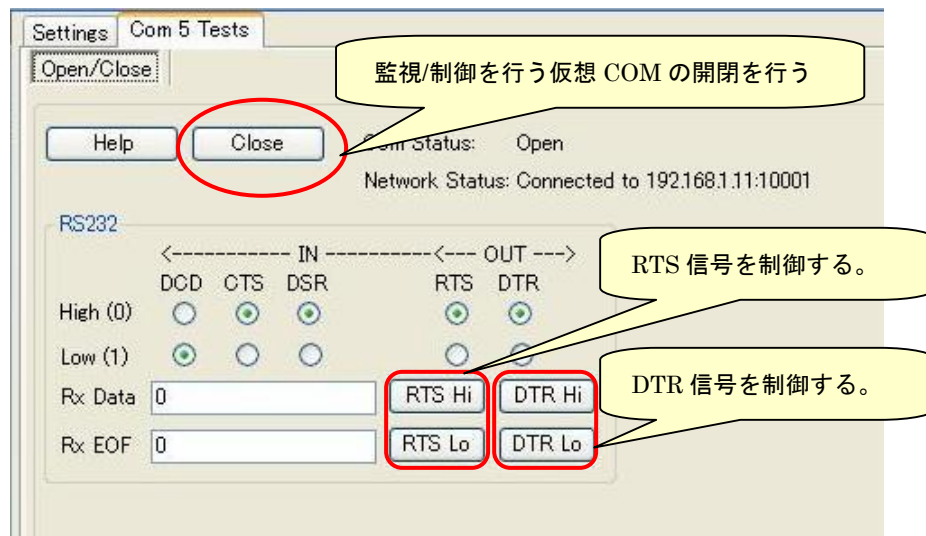 Settings Com 5 Tests
Open/Close
監視/制御を行う仮想 COM の開閉を行う
Help Close Com Status: Open
Network Status: Connected to 192.168.1.11:10001
RS232
<----------- IN -----------<--- OUT --->
DCD CTS DSR RTS DTR
High (0)
Low (1)
Rx Data 0 RTS Hi DTR Hi
Rx EOF 0 RTS Lo DTR Lo
RTS 信号を制御する。
DTR 信号を制御する。